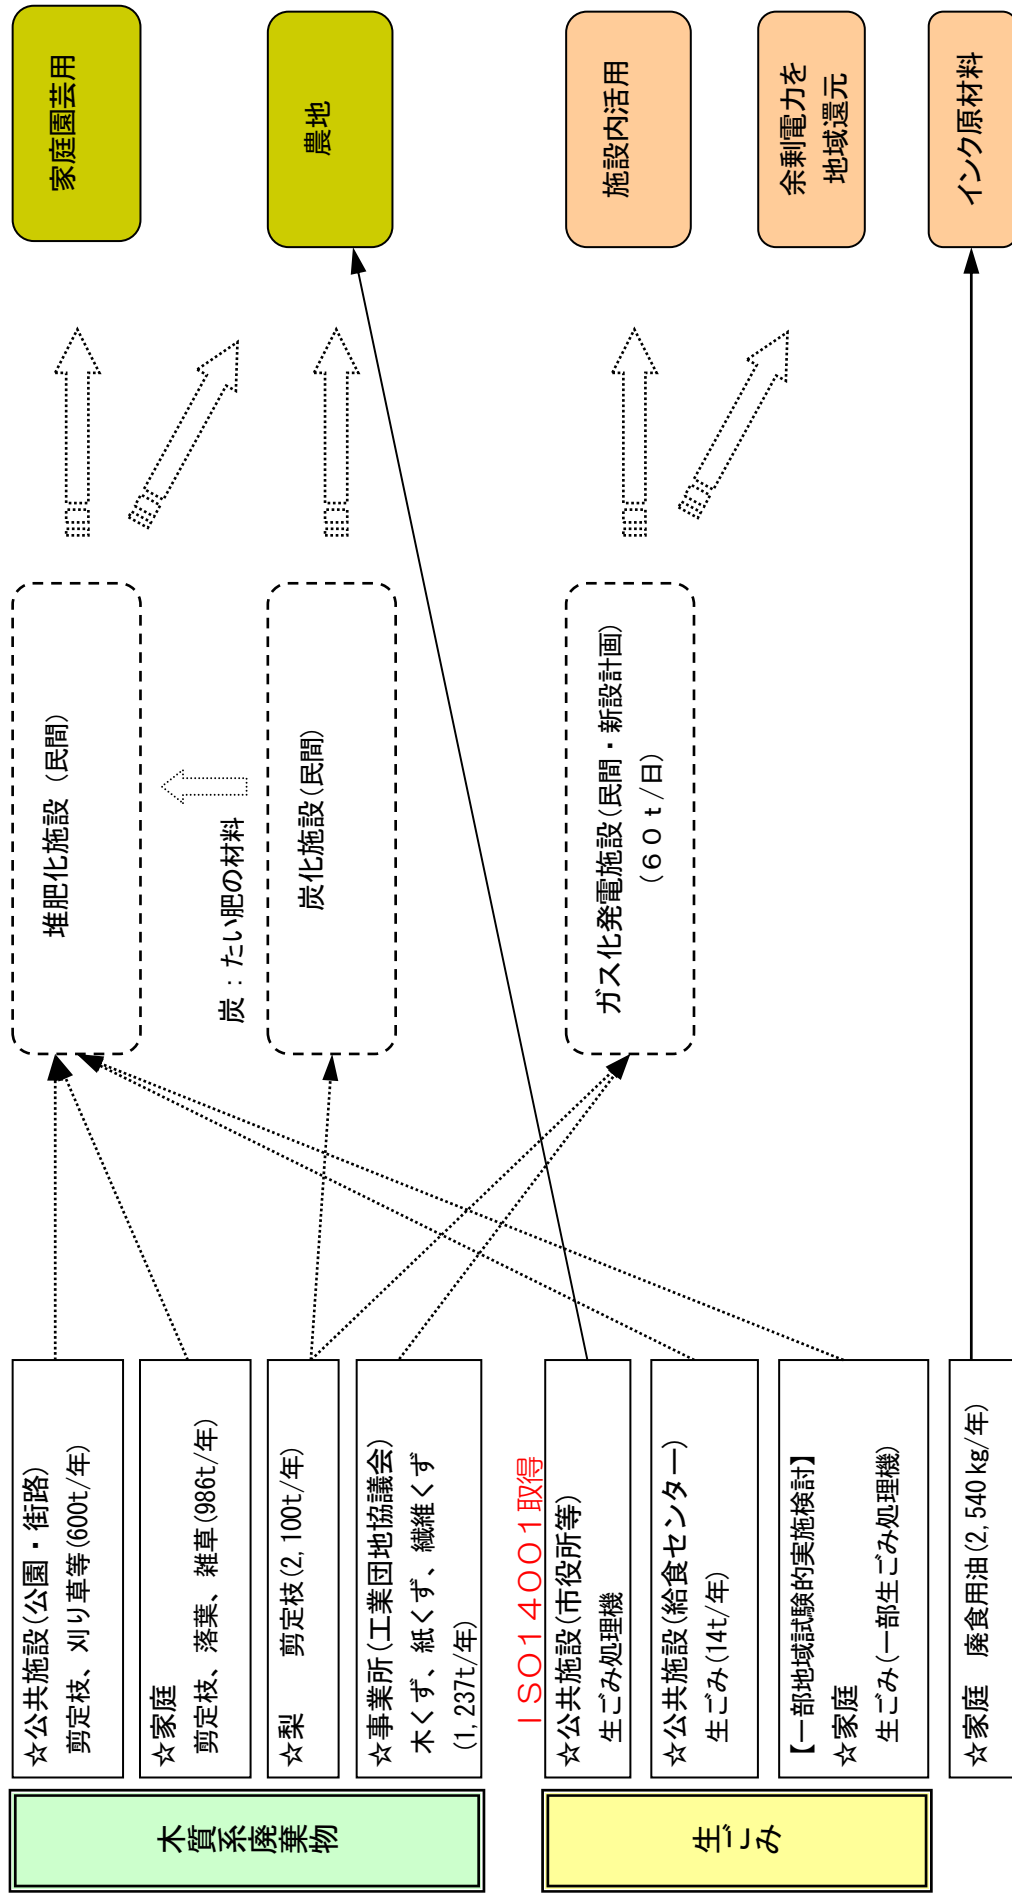 木質系廃棄物
☆公共施設(公園・街路)
剪定枝、刈り草等(600t/年)
☆家庭
剪定枝、落葉、雑草(986t/年)
☆梨　剪定枝(2,100t/年)
☆事業所(工業団地協議会)
木くず、紙くず、繊維くず
(1,237t/年)
生ごみ
ISO14001取得
☆公共施設(市役所等)
生ごみ処理機
☆公共施設(給食センター)
生ごみ(14t/年)
【一部地域試験的実施検討】
☆家庭
生ごみ(一部生ごみ処理機)
☆家庭　廃食用油(2,540kg/年)
堆肥化施設(民間)
炭：たい肥の材料
炭化施設(民間)
ガス化発電施設(民間・新設計画)
(60t/日)
家庭園芸用
農地
施設内活用
余剰電力を
地域還元
インク原材料